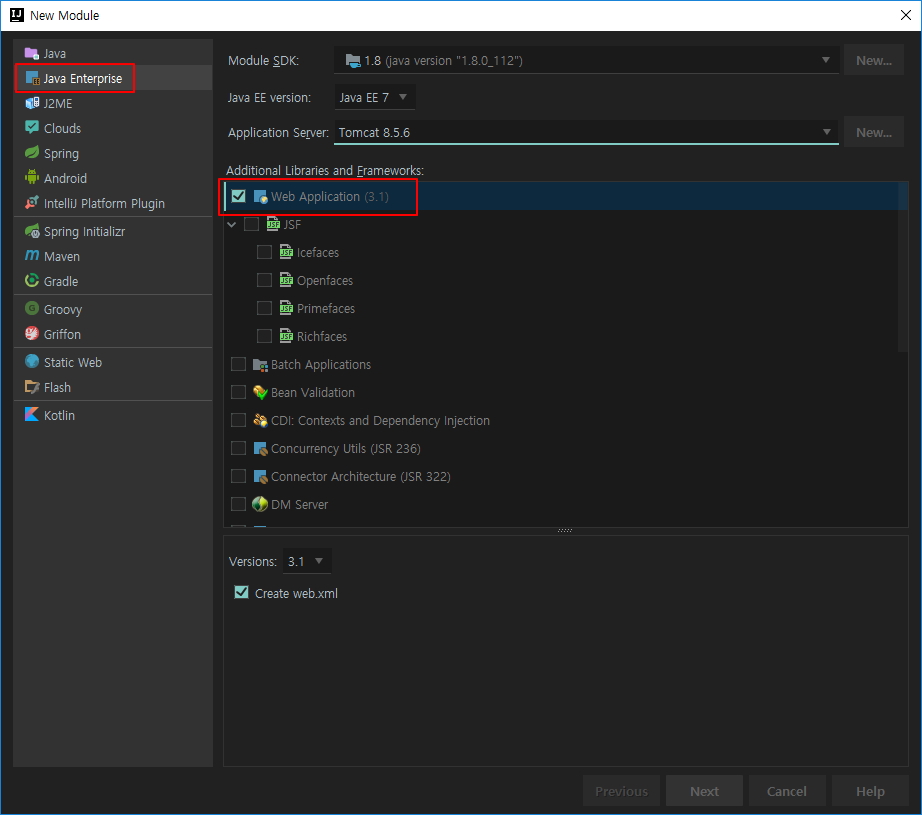 New Module
Java
Java Enterprise
J2ME
Clouds
Spring
Android
IntelliJ Platform Plugin
Spring Initializr
Maven
Gradle
Groovy
Griffon
Static Web
Flash
Kotlin
Module SDK: 1.8 (java version "1.8.0_112") New...
Java EE version: Java EE 7
Application Server: Tomcat 8.5.6 New...
Additional Libraries and Frameworks:
Web Application (3.1)
JSF
Icefaces
Openfaces
Primefaces
Richfaces
Batch Applications
Bean Validation
CDI: Contexts and Dependency Injection
Concurrency Utils (JSR 236)
Connector Architecture (JSR 322)
DM Server
Versions: 3.1
Create web.xml
Previous Next Cancel Help